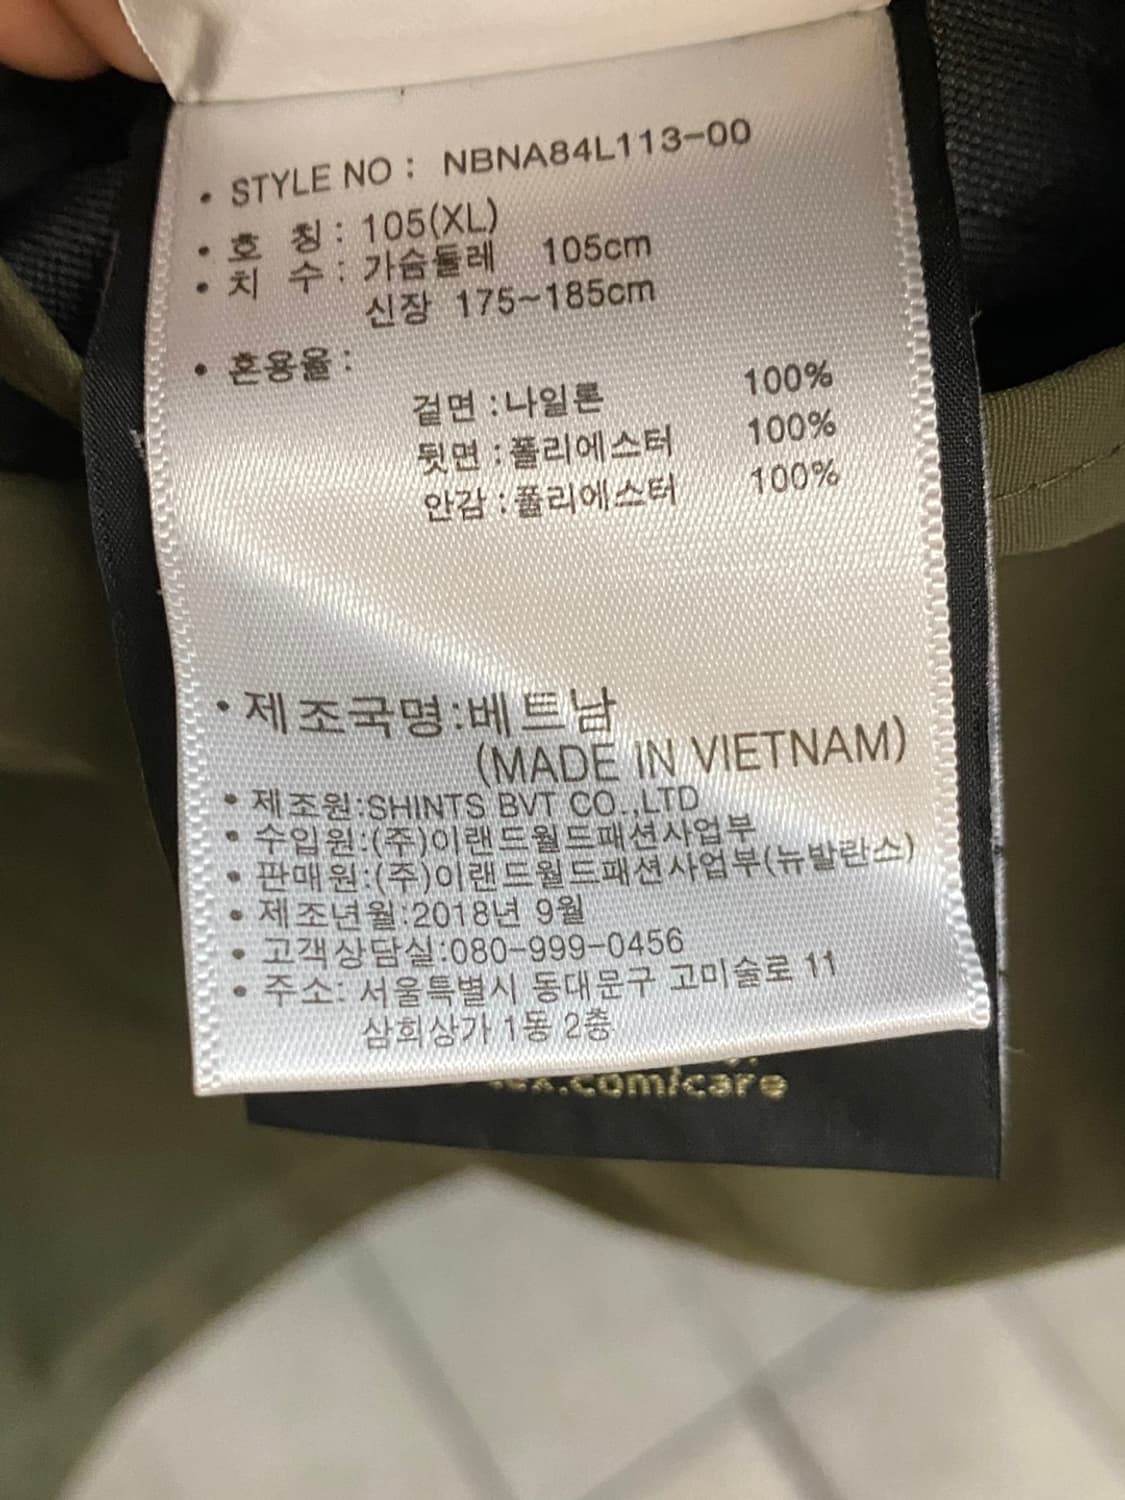 • STYLE NO : NBNA84L113-00
• 호 칭 : 105(XL)
• 치 수 : 가슴둘레 105cm
신장 175~185cm
• 혼용율 :
겉면 : 나일론 100%
뒷면 : 폴리에스터 100%
안감 : 폴리에스터 100%
• 제조국명:베트남
(MADE IN VIETNAM)
• 제조원:SHINTS BVT CO.,LTD
• 수입원:(주)이랜드월드패션사업부
• 판매원:(주)이랜드월드패션사업부(뉴발란스)
• 제조년월:2018년 9월
• 고객상담실:080-999-0456
• 주소: 서울특별시 동대문구 고미술로 11
삼희상가 1동 2층